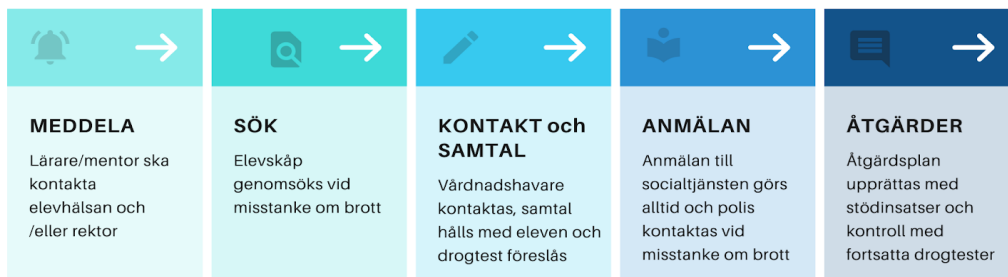 MEDDELA
Lärare/mentor ska
kontakta
elevhälsan och
/eller rektor
SÖK
Elevskåp
genomsöks vid
misstanke om brott
KONTAKT och
SAMTAL
Vårdnadshavare
kontaktas, samtal
hålls med eleven och
drogtest föreslås
ANMÄLAN
Anmälan till
socialtjänsten görs
alltid och polis
kontaktas vid
misstanke om brott
ÅTGÄRDER
Åtgärdsplan
upprättas med
stödinsatser och
kontroll med
fortsatta drogtester